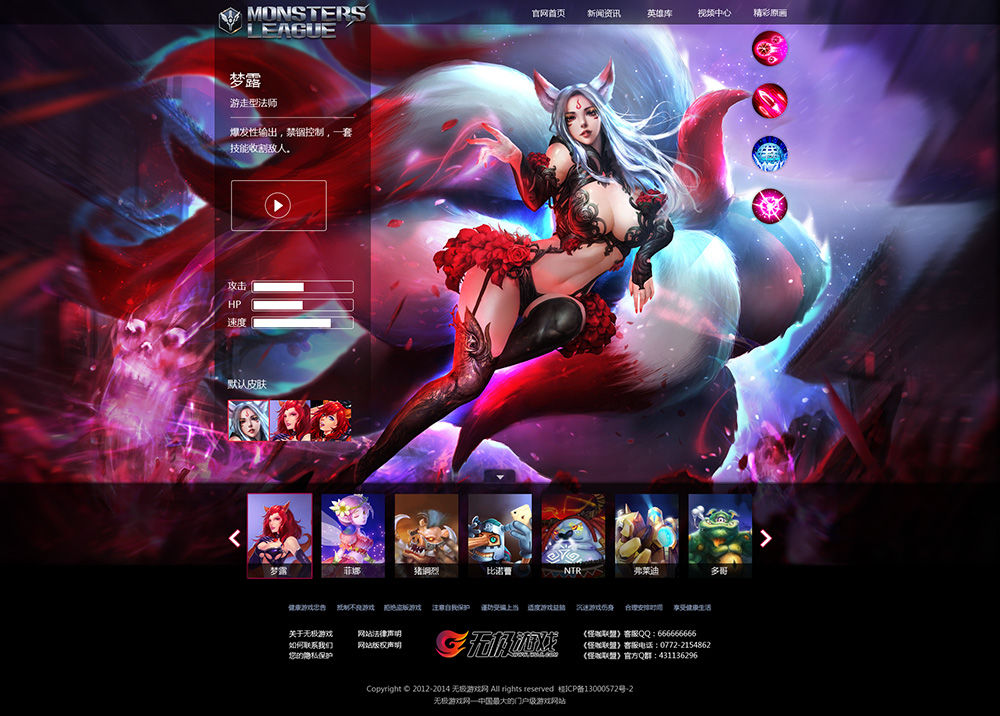 MONSTERS LEAGUE
官网首页 新闻资讯 英雄库 视频中心 精彩原画
梦露
游走型法师
爆发性输出，禁锢控制，一套
技能收割敌人。
攻击
HP
速度
默认皮肤
梦露 菲娜 猪调烈 比诺曹 NTR 弗莱迪 多哥
健康游戏忠告 抵制不良游戏 拒绝盗版游戏 注意自我保护 谨防受骗上当 适度游戏益脑 沉迷游戏伤身 合理安排时间 享受健康生活
关于无极游戏 网站法律声明
如何联系我们 网站版权声明
您的隐私保护
无极游戏
《怪咖联盟》客服QQ：666666666
《怪咖联盟》客服电话：0772-2154862
《怪咖联盟》官方Q群：431136296
Copyright © 2012-2014 无极游戏网 All rights reserved 桂ICP备13000572号-2
无极游戏网—中国最大的门户级游戏网站